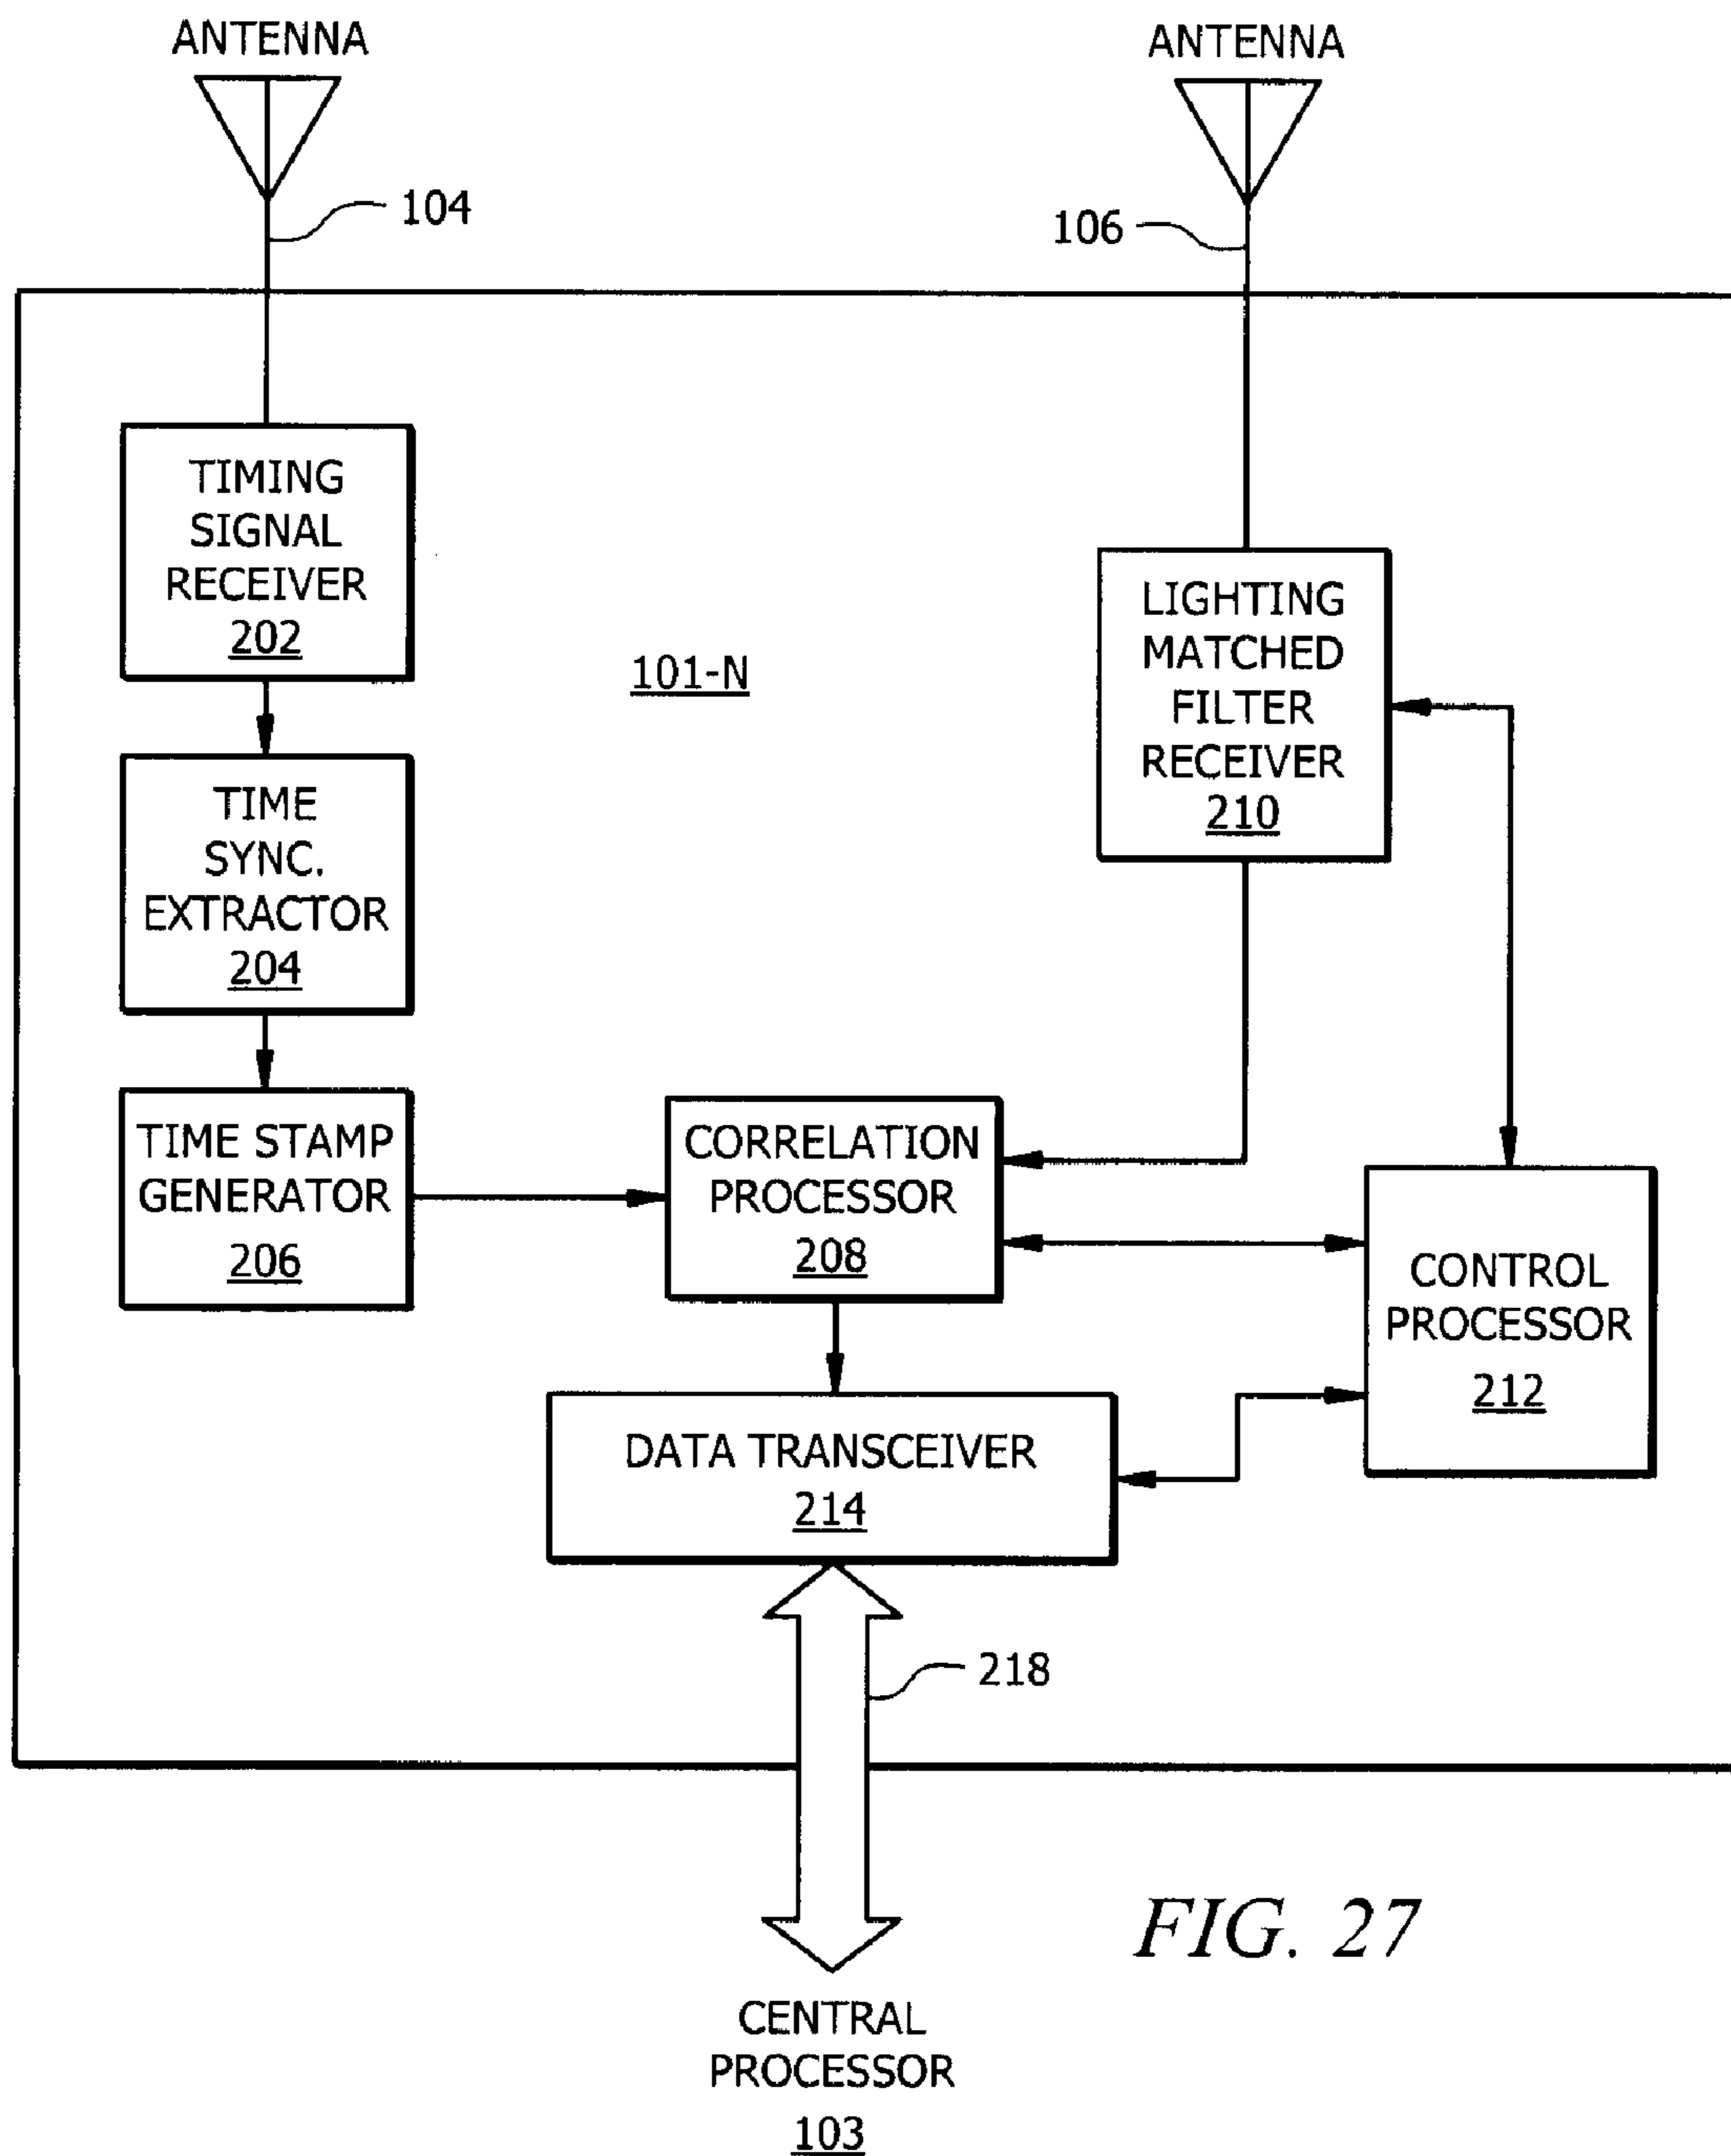 ANTENNA
ANTENNA
104
106
TIMING
SIGNAL
RECEIVER
202
101-N
LIGHTING
MATCHED
FILTER
RECEIVER
210
TIME
SYNC.
EXTRACTOR
204
TIME STAMP
GENERATOR
206
CORRELATION
PROCESSOR
208
CONTROL
PROCESSOR
212
DATA TRANSCEIVER
214
218
FIG. 27
CENTRAL
PROCESSOR
103